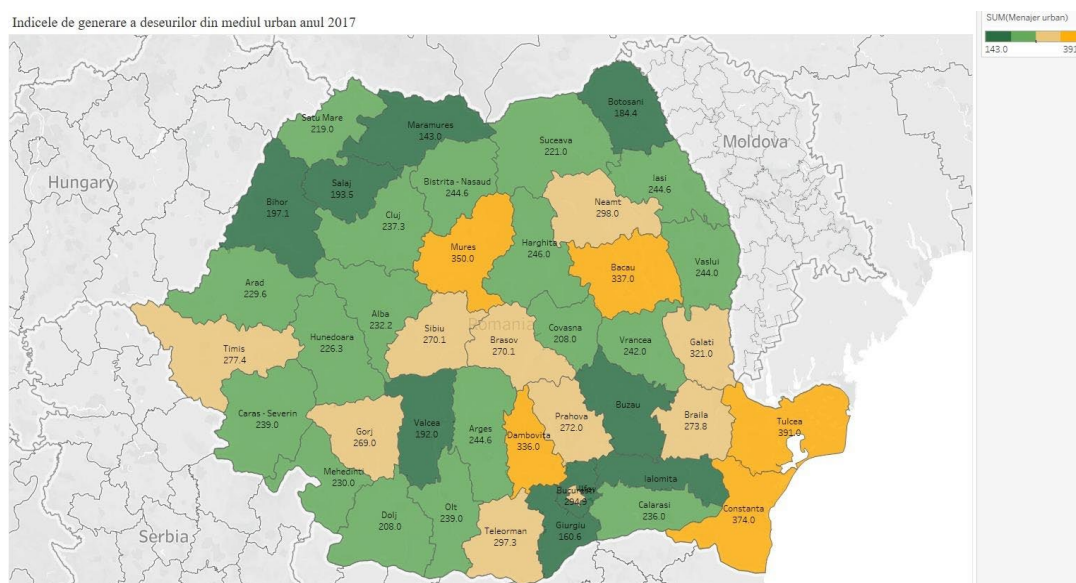 Indicele de generare a deseurilor din mediul urban anul 2017
SUM(Menajer urban)
143.0 391
Botosani
184.4
Satu Mare
219.0
Maramures
143.0
Suceava
221.0
Moldova
Hungary
Salaj
193.5
Bistrita - Nasaud
244.6
Iasi
244.6
Bihor
197.1
Neamt
298.0
Cluj
237.3
Mures
350.0
Harghita
246.0
Bacau
337.0
Vaslui
244.0
Arad
229.6
Alba
232.2
Sibiu
270.1
Romania
Hunedoara
226.3
Brasov
270.1
Covasna
208.0
Vrancea
242.0
Galati
321.0
Timis
277.4
Caras - Severin
239.0
Gorj
269.0
Valcea
192.0
Arges
244.6
Dambovita
336.0
Prahova
272.0
Buzau
Braila
273.8
Tulcea
391.0
Mehedinti
230.0
Bucuresti
294.9
Ialomita
Dolj
208.0
Olt
239.0
Teleorman
297.3
Giurgiu
160.6
Calarasi
236.0
Constanta
374.0
Serbia